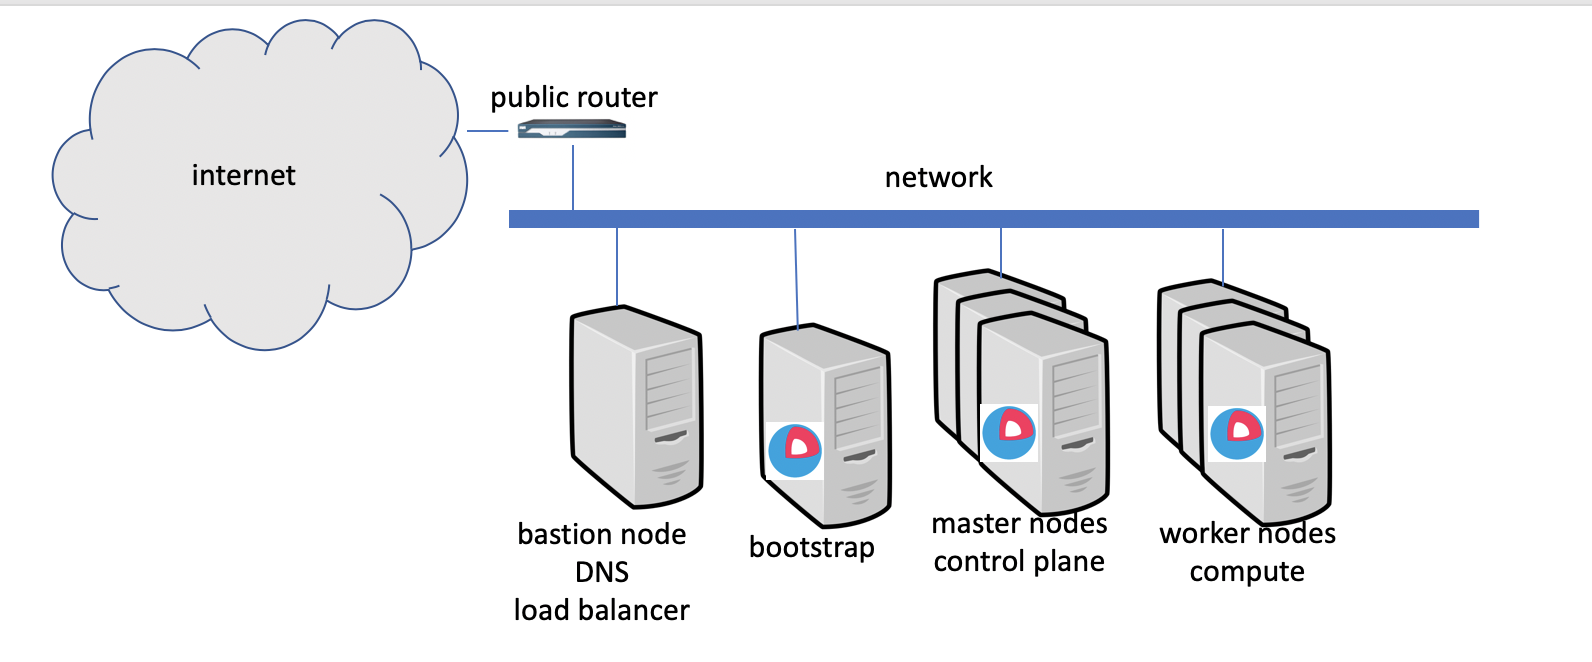 public router
internet
network
bastion node
DNS
load balancer
bootstrap
master nodes
control plane
worker nodes
compute